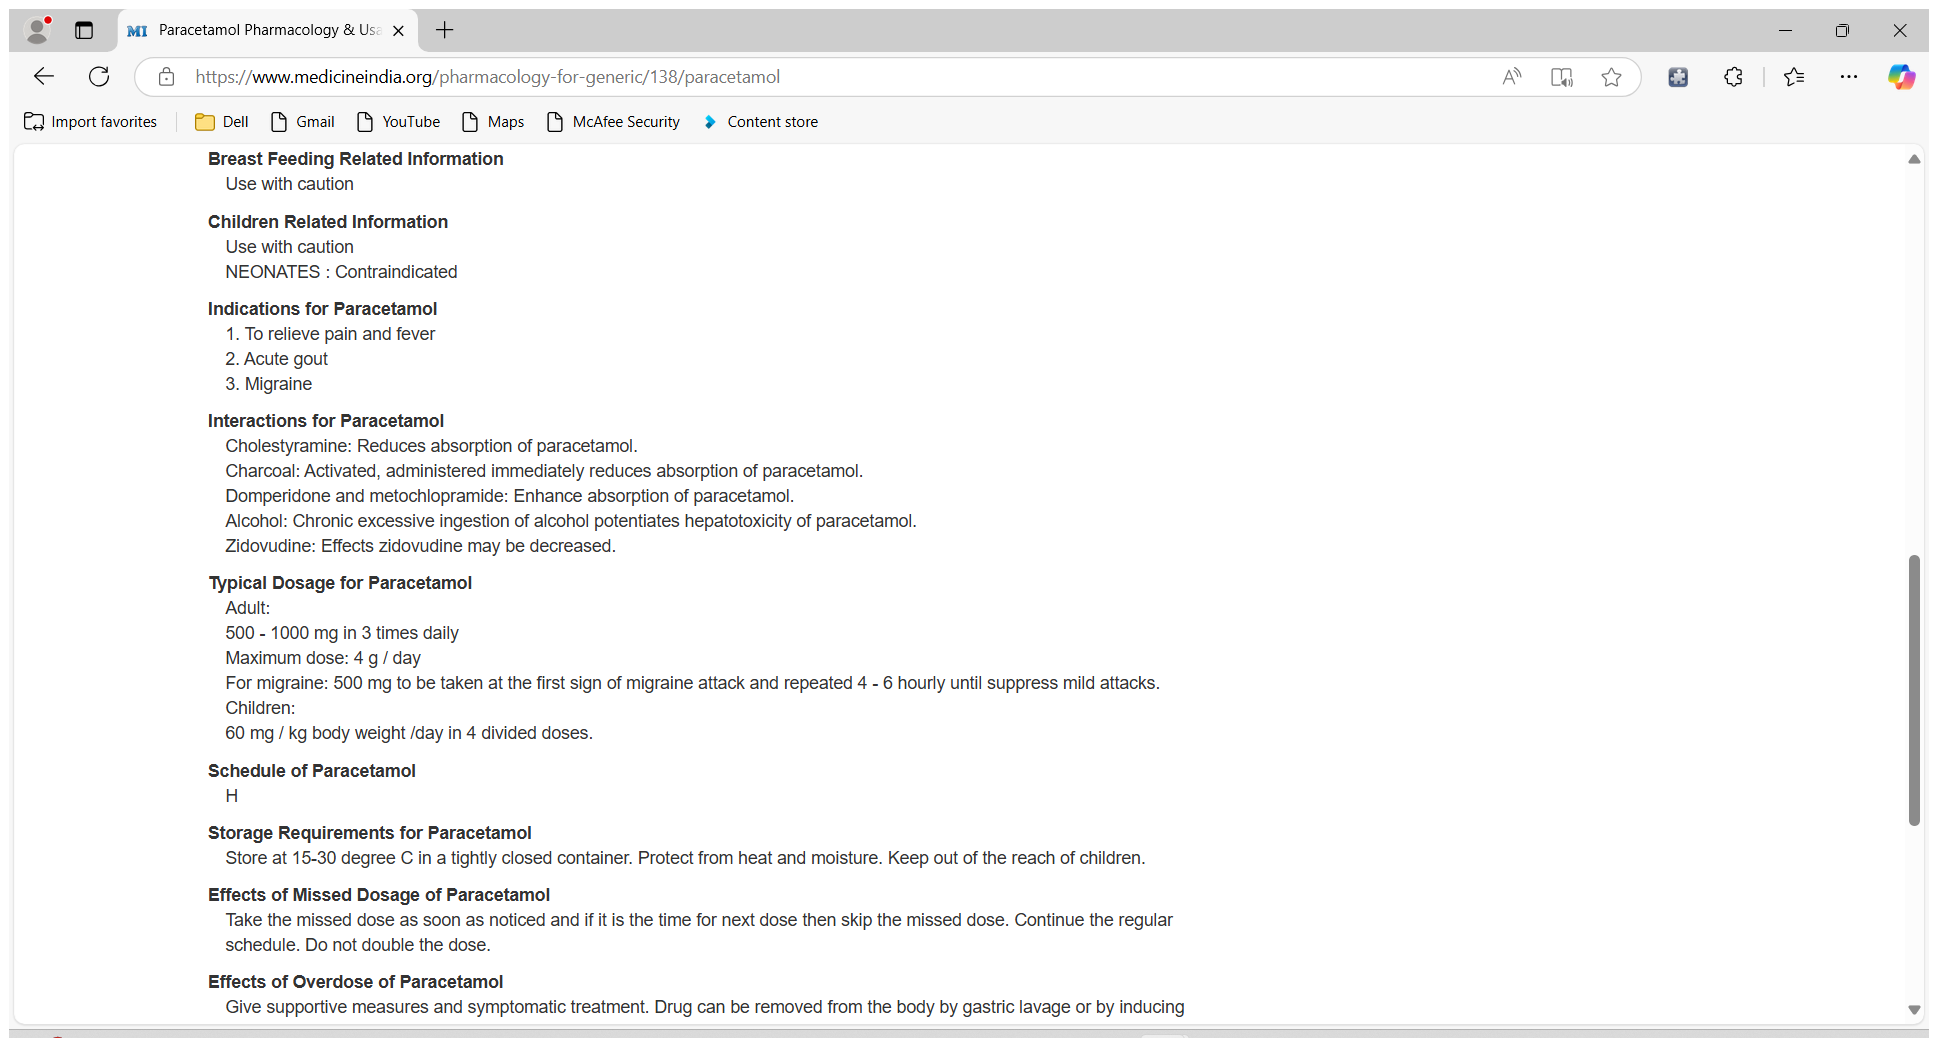 Paracetamol Pharmacology & Usa
https://www.medicineindia.org/pharmacology-for-generic/138/paracetamol
Import favorites Dell Gmail YouTube Maps McAfee Security Content store
Breast Feeding Related Information
Use with caution
Children Related Information
Use with caution
NEONATES : Contraindicated
Indications for Paracetamol
1. To relieve pain and fever
2. Acute gout
3. Migraine
Interactions for Paracetamol
Cholestyramine: Reduces absorption of paracetamol.
Charcoal: Activated, administered immediately reduces absorption of paracetamol.
Domperidone and metochlopramide: Enhance absorption of paracetamol.
Alcohol: Chronic excessive ingestion of alcohol potentiates hepatotoxicity of paracetamol.
Zidovudine: Effects zidovudine may be decreased.
Typical Dosage for Paracetamol
Adult:
500 - 1000 mg in 3 times daily
Maximum dose: 4 g / day
For migraine: 500 mg to be taken at the first sign of migraine attack and repeated 4 - 6 hourly until suppress mild attacks.
Children:
60 mg / kg body weight /day in 4 divided doses.
Schedule of Paracetamol
H
Storage Requirements for Paracetamol
Store at 15-30 degree C in a tightly closed container. Protect from heat and moisture. Keep out of the reach of children.
Effects of Missed Dosage of Paracetamol
Take the missed dose as soon as noticed and if it is the time for next dose then skip the missed dose. Continue the regular
schedule. Do not double the dose.
Effects of Overdose of Paracetamol
Give supportive measures and symptomatic treatment. Drug can be removed from the body by gastric lavage or by inducing